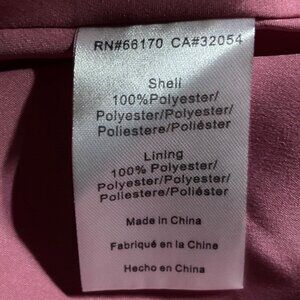 RN#66170 CA#32054
Shell
100%Polyester/
Polyester/Polyester/
Poliestere/Poliéster
Lining
100% Polyester/
Polyester/Polyester/
Poliestere/Poliéster
Made in China
Fabriqué en la Chine
Hecho en China